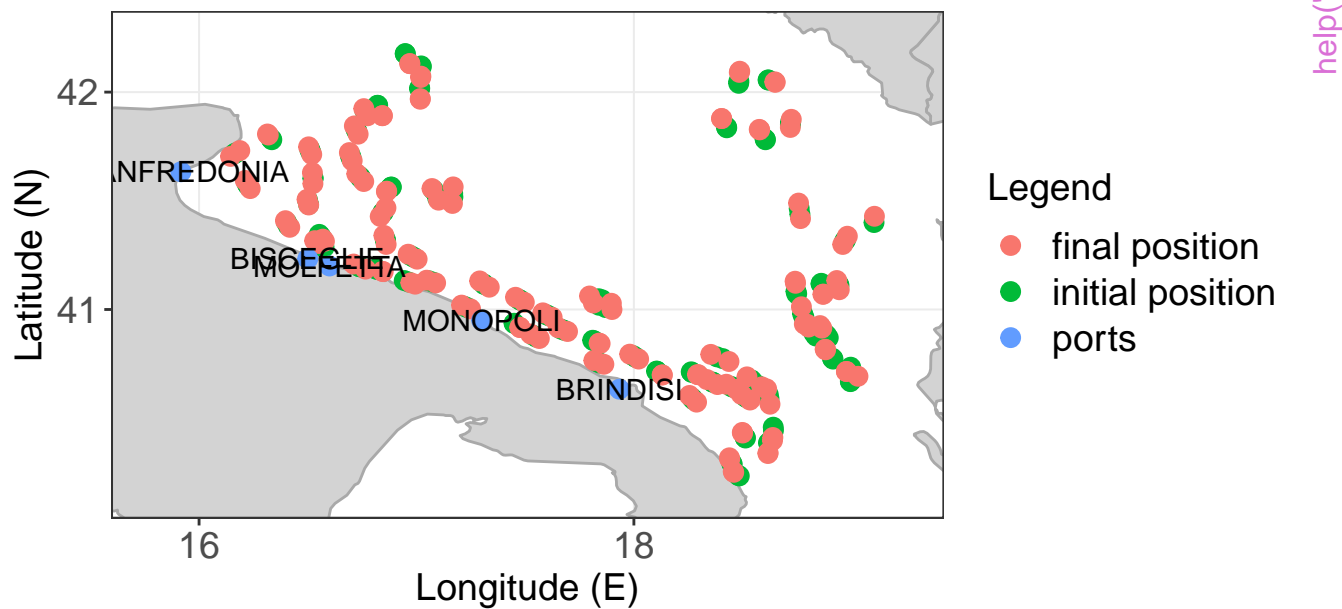 42
41
16
18
Latitude (N)
Longitude (E)
ANFREDONIA
BISCEGLIE
MOLFETTA
MONOPOLI
BRINDISI
Legend
final position
initial position
ports
help('